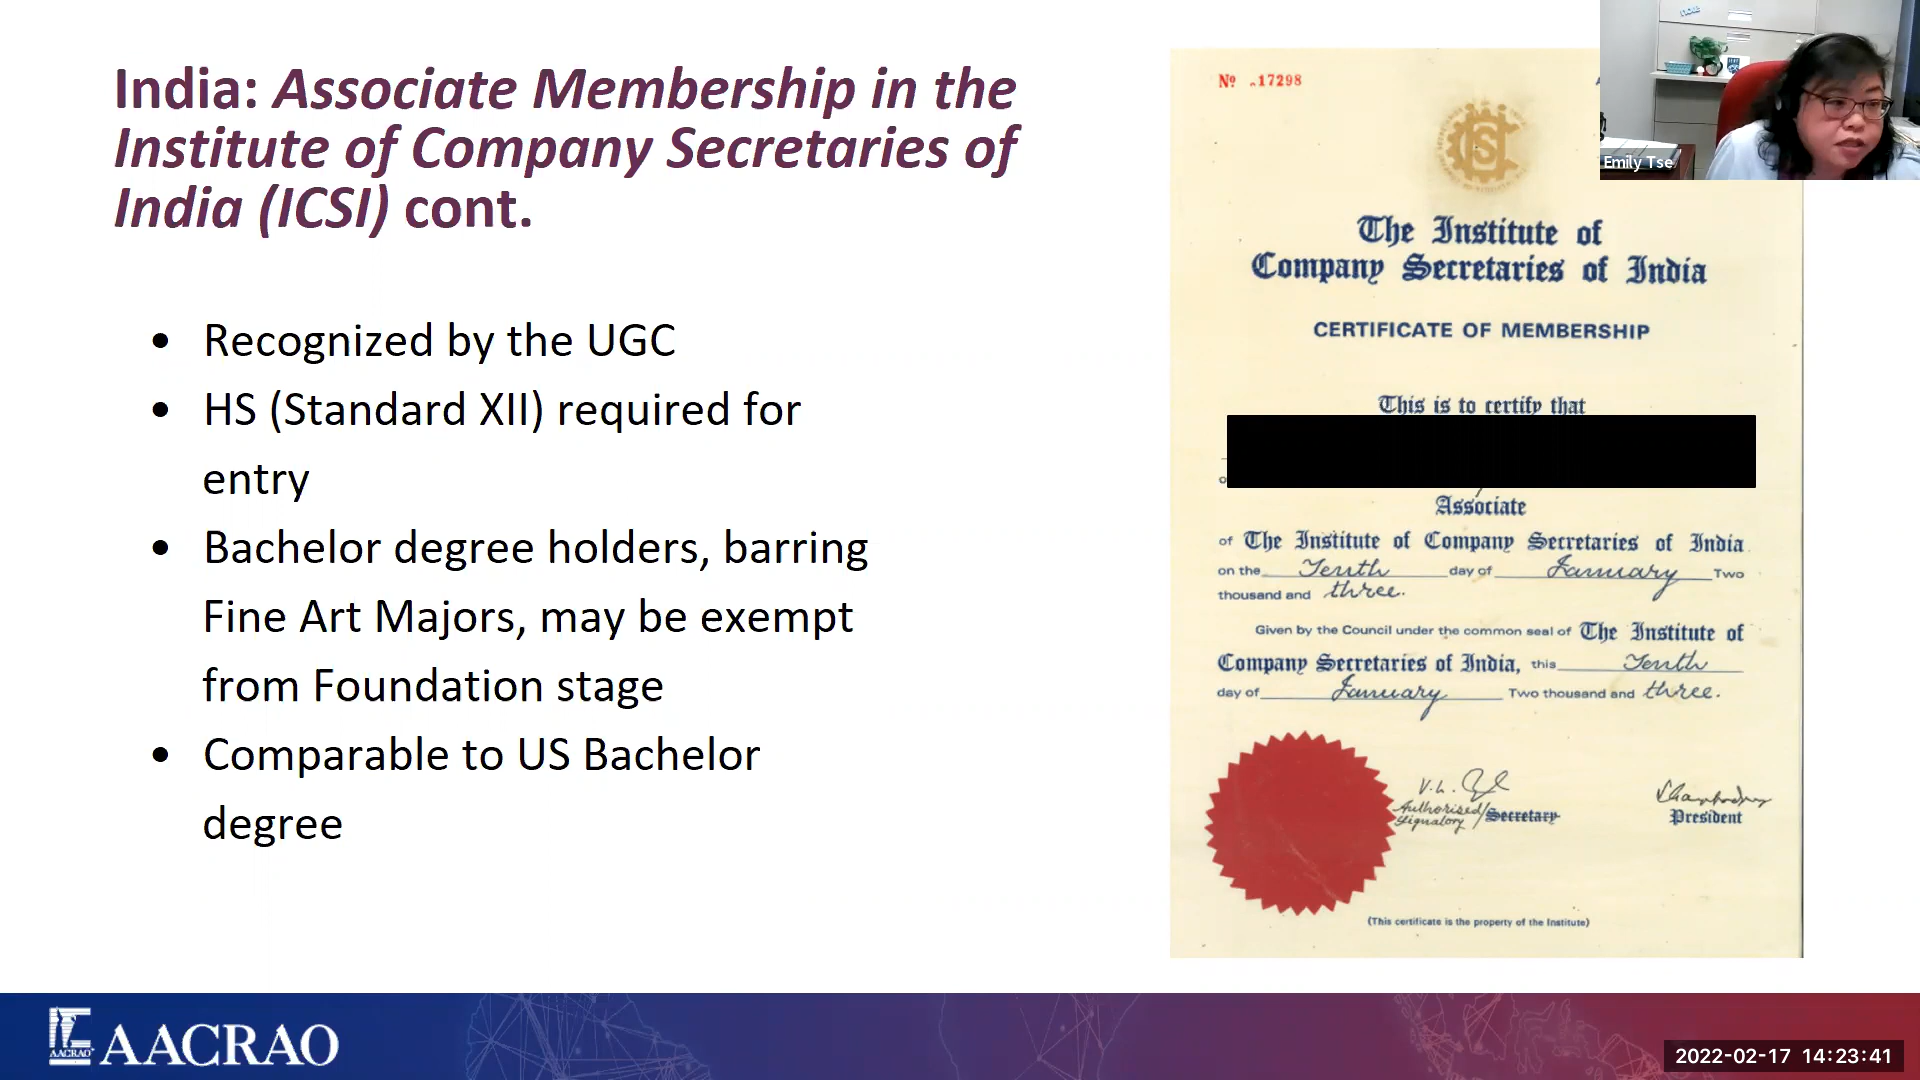 India: Associate Membership in the
Institute of Company Secretaries of
India (ICSI) cont.
• Recognized by the UGC
• HS (Standard XII) required for
entry
• Bachelor degree holders, barring
Fine Art Majors, may be exempt
from Foundation stage
• Comparable to US Bachelor
degree
Nº .17298
The Institute of
Company Secretaries of India
CERTIFICATE OF MEMBERSHIP
This is to certify that
Associate
of The Institute of Company Secretaries of India
on the Tenth day of January Two
thousand and three.
Given by the Council under the common seal of The Institute of
Company Secretaries of India, this Tenth
day of January Two thousand and three.
Authorised/Secretary
Signatory
President
(This certificate is the property of the Institute)
Emily Tse
AACRAO
AACRAO
2022-02-17 14:23:41